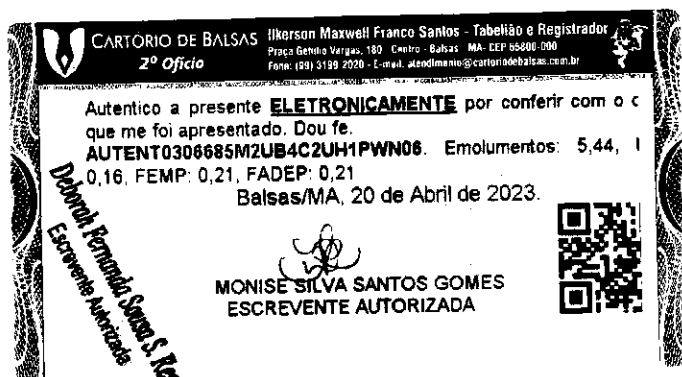 CARTÓRIO DE BALSAS
2º Ofício
Ilkerson Maxwell Franco Santos - Tabelião e Registrador
Praça Getúlio Vargas, 180 Centro - Balsas MA- CEP 65800-000
Fone: (99) 3199 2020 - E-mail. atendimento@cartoriodebalsas.com.br
Autentico a presente ELETRONICAMENTE por conferir com o
que me foi apresentado. Dou fe.
AUTENT0306685M2UB4C2UH1PWN06. Emolumentos: 5,44,
0,16, FEMP: 0,21, FADEP: 0,21
Balsas/MA, 20 de Abril de 2023.
MONISE SILVA SANTOS GOMES
ESCREVENTE AUTORIZADA
Deborah Fernanda Sousa S.
Escrevente Autorizada